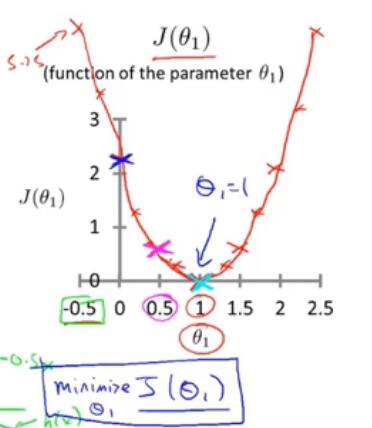 J(θ₁)
5.25
(function of the parameter θ₁)
3
2
J(θ₁)
θ₁=1
1
0
-0.5 0 0.5 1 1.5 2 2.5
θ₁
-0.5
minimize J(θ₁)
θ₁
h(x)